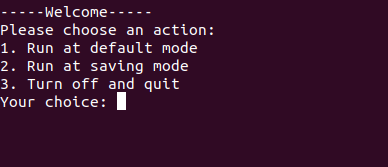 -----Welcome-----
Please choose an action:
1. Run at default mode
2. Run at saving mode
3. Turn off and quit
Your choice: